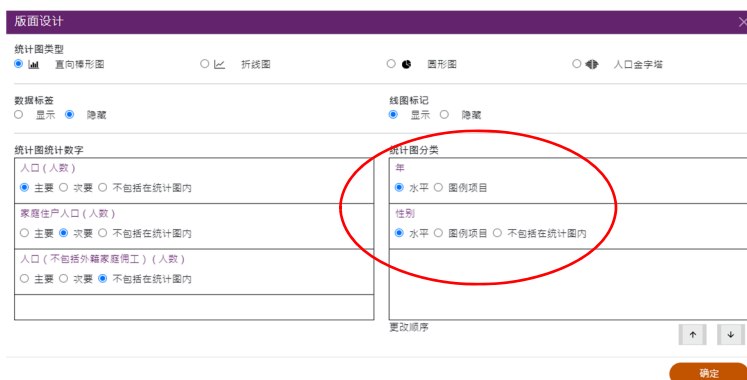 版面设计
统计图类型
直向棒形图 折线图 圆形图 人口金字塔
数据标签
显示 隐藏
线图标记
显示 隐藏
统计图统计数字
人口 ( 人数 )
主要 次要 不包括在统计图内
家庭住户人口 ( 人数 )
主要 次要 不包括在统计图内
人口 ( 不包括外籍家庭佣工 ) ( 人数 )
主要 次要 不包括在统计图内
统计图分类
年
水平 图例项目
性别
水平 图例项目 不包括在统计图内
更改顺序
确定